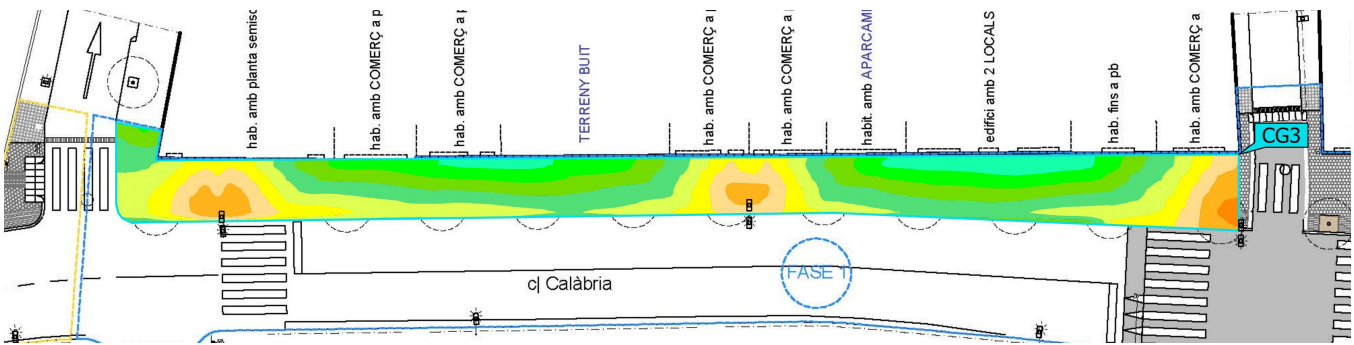 hab. amb planta semisc
hab. amb COMERÇ a p
hab. amb COMERÇ a p
TERRENY BUIT
hab. amb COMERÇ a p
hab. amb COMERÇ a
habit. amb APARCAMI
edifici amb 2 LOCALS
hab. fins a pb
hab. amb COMERÇ a
CG3
FASE 1
c| Calàbria